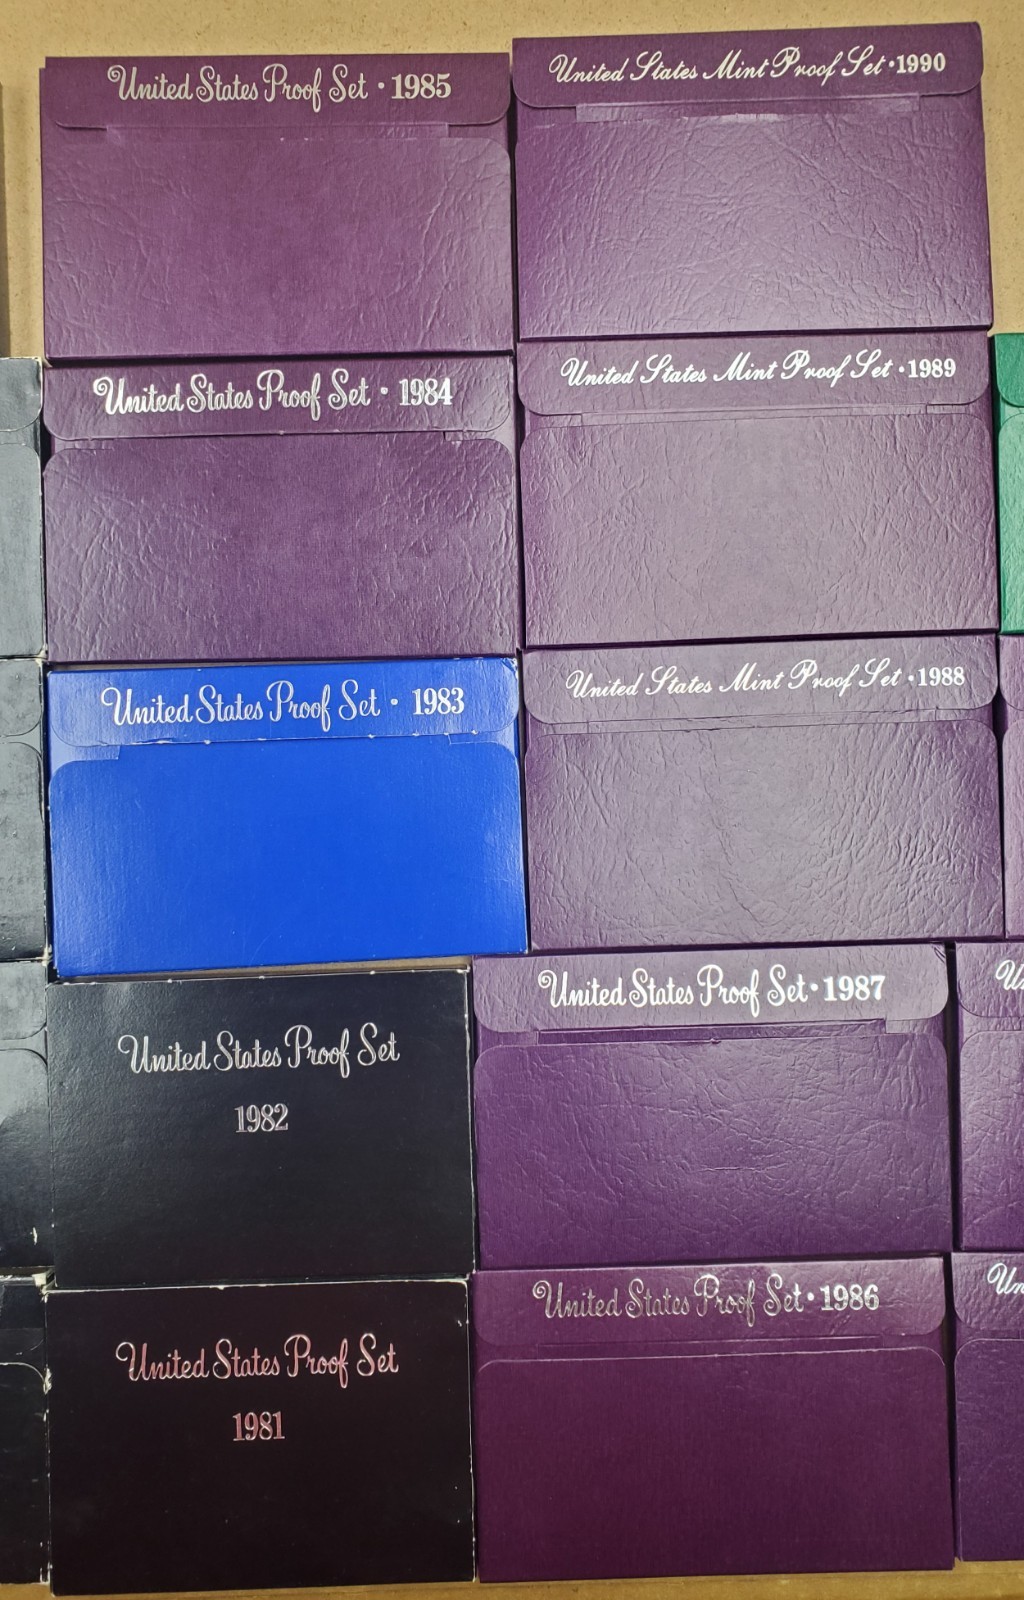 United States Proof Set · 1985
United States Proof Set · 1984
United States Proof Set · 1983
United States Proof Set
1982
United States Proof Set
1981
United States Mint Proof Set · 1990
United States Mint Proof Set · 1989
United States Mint Proof Set · 1988
United States Proof Set · 1987
United States Proof Set · 1986